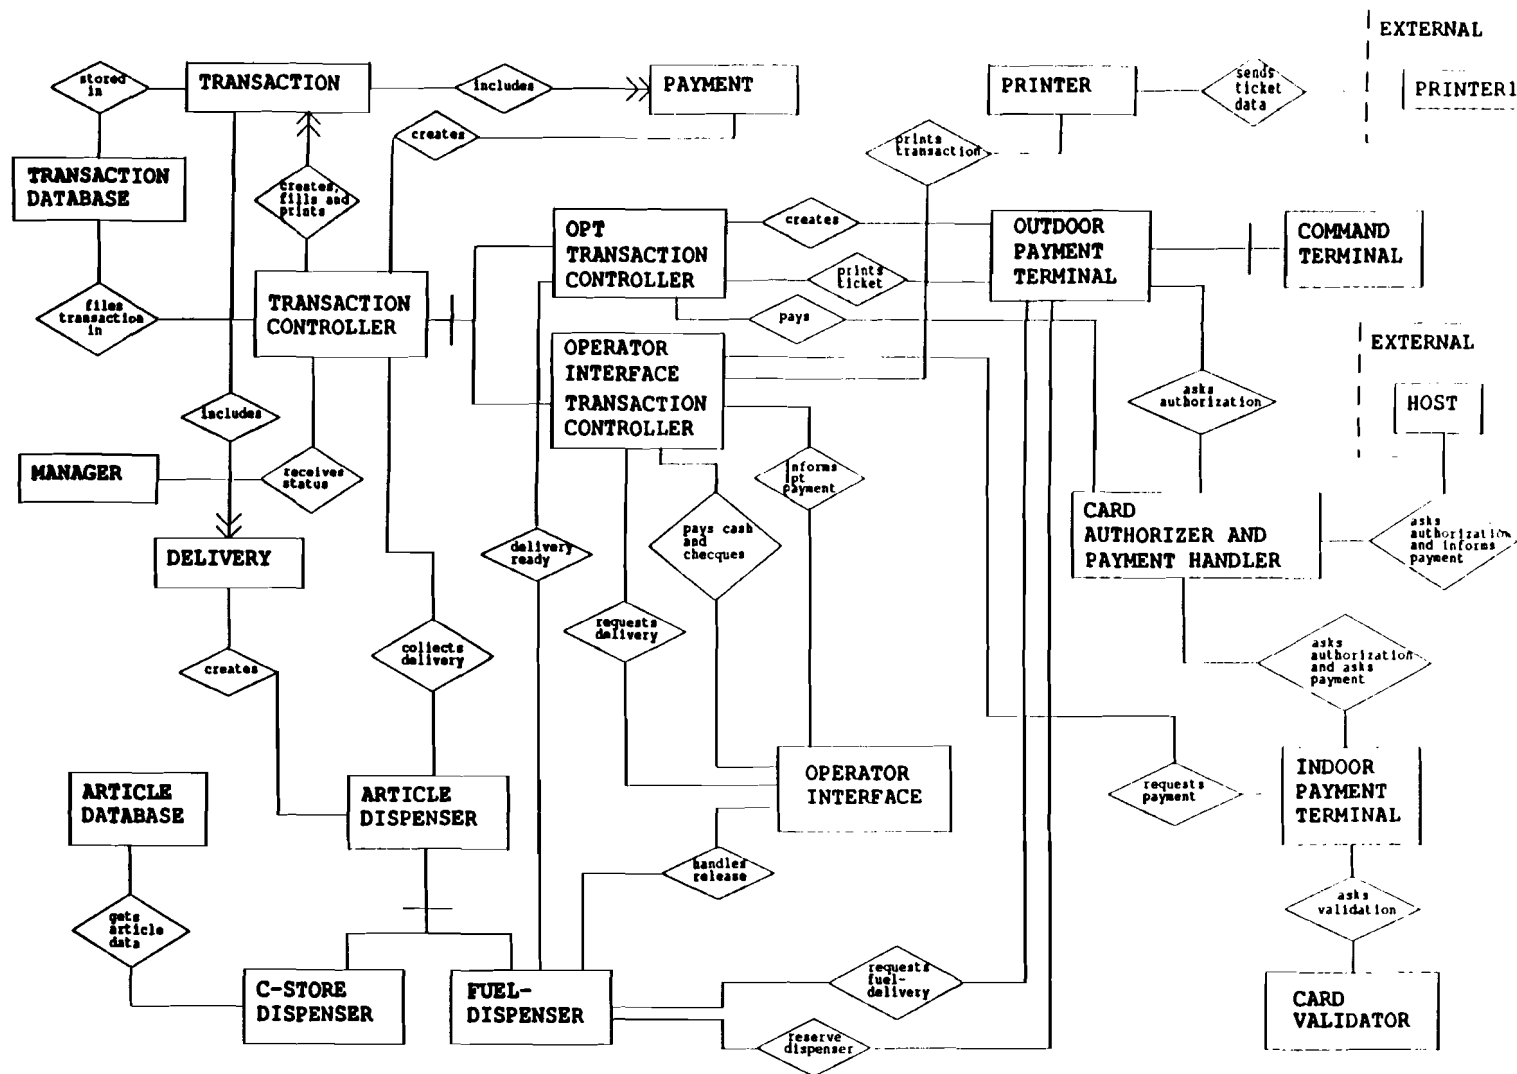 EXTERNAL
stored
in
TRANSACTION
includes
PAYMENT
PRINTER
sends
ticket
data
PRINTER1
creates
prints
transaction
TRANSACTION
DATABASE
creates,
fills and
prints
OPT
TRANSACTION
CONTROLLER
creates
OUTDOOR
PAYMENT
TERMINAL
COMMAND
TERMINAL
prints
ticket
files
transaction
in
TRANSACTION
CONTROLLER
pays
OPERATOR
INTERFACE
TRANSACTION
CONTROLLER
EXTERNAL
HOST
asks
authorization
includes
MANAGER
receives
status
informs
ipt
payment
CARD
AUTHORIZER AND
PAYMENT HANDLER
asks
authorization
and informs
payment
DELIVERY
delivery
ready
pays cash
and
checques
requests
delivery
creates
collects
delivery
asks
authorization
and asks
payment
ARTICLE
DATABASE
ARTICLE
DISPENSER
OPERATOR
INTERFACE
requests
payment
INDOOR
PAYMENT
TERMINAL
handles
release
gets
article
data
asks
validation
C-STORE
DISPENSER
FUEL-
DISPENSER
requests
fuel-
delivery
reserve
dispenser
CARD
VALIDATOR